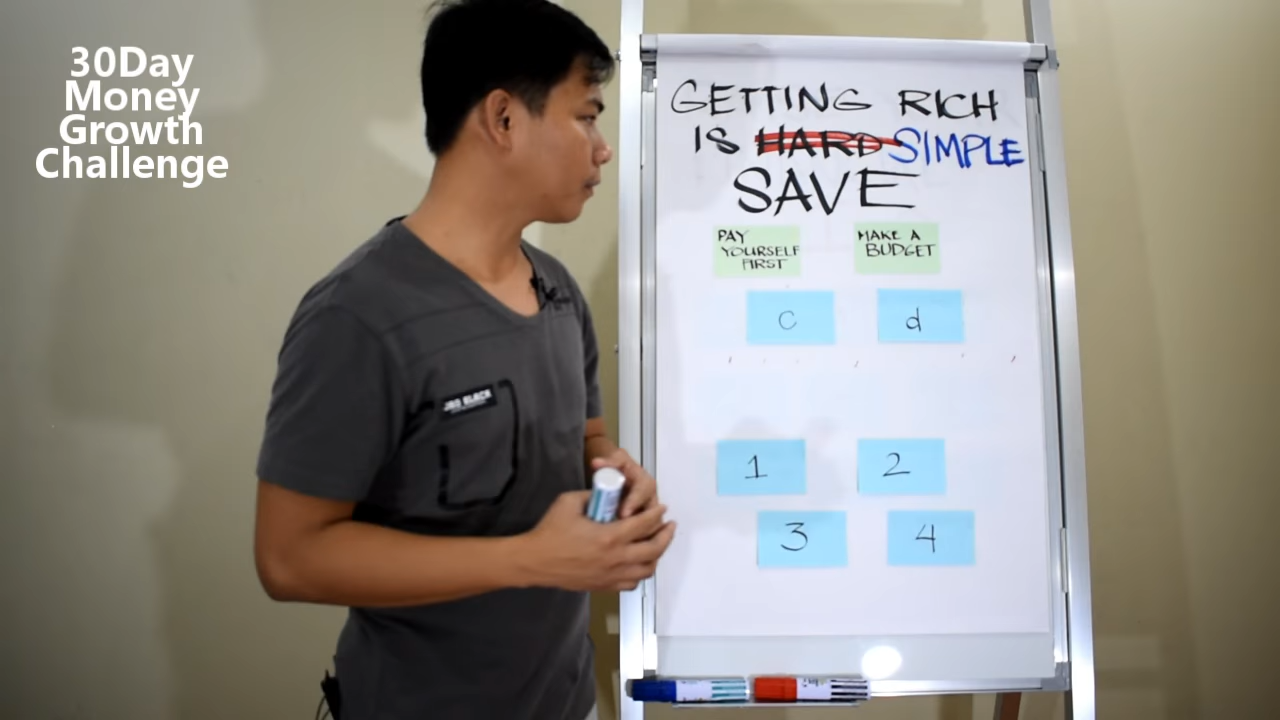 30Day
Money
Growth
Challenge
GETTING RICH
IS HARD SIMPLE
SAVE
PAY
YOURSELF
FIRST
MAKE A
BUDGET
c
d
1
2
3
4